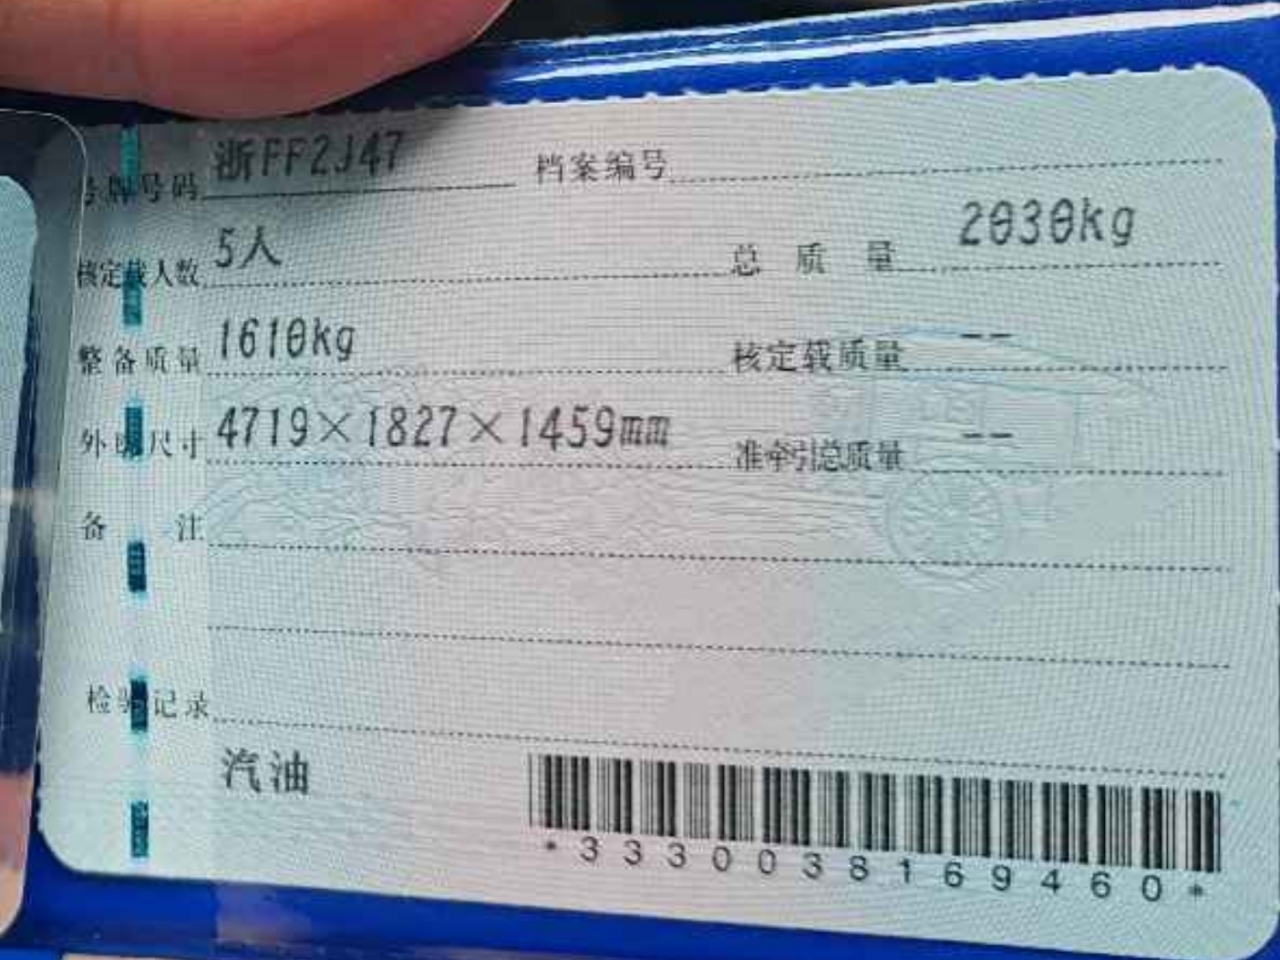 号牌号码 浙FF2J47 档案编号
核定载人数 5人 总质量 2030kg
整备质量 1610kg 核定载质量 --
外廓尺寸 4719×1827×1459mm 准牵引总质量 --
备注
检验记录
汽油
*3330038169460*